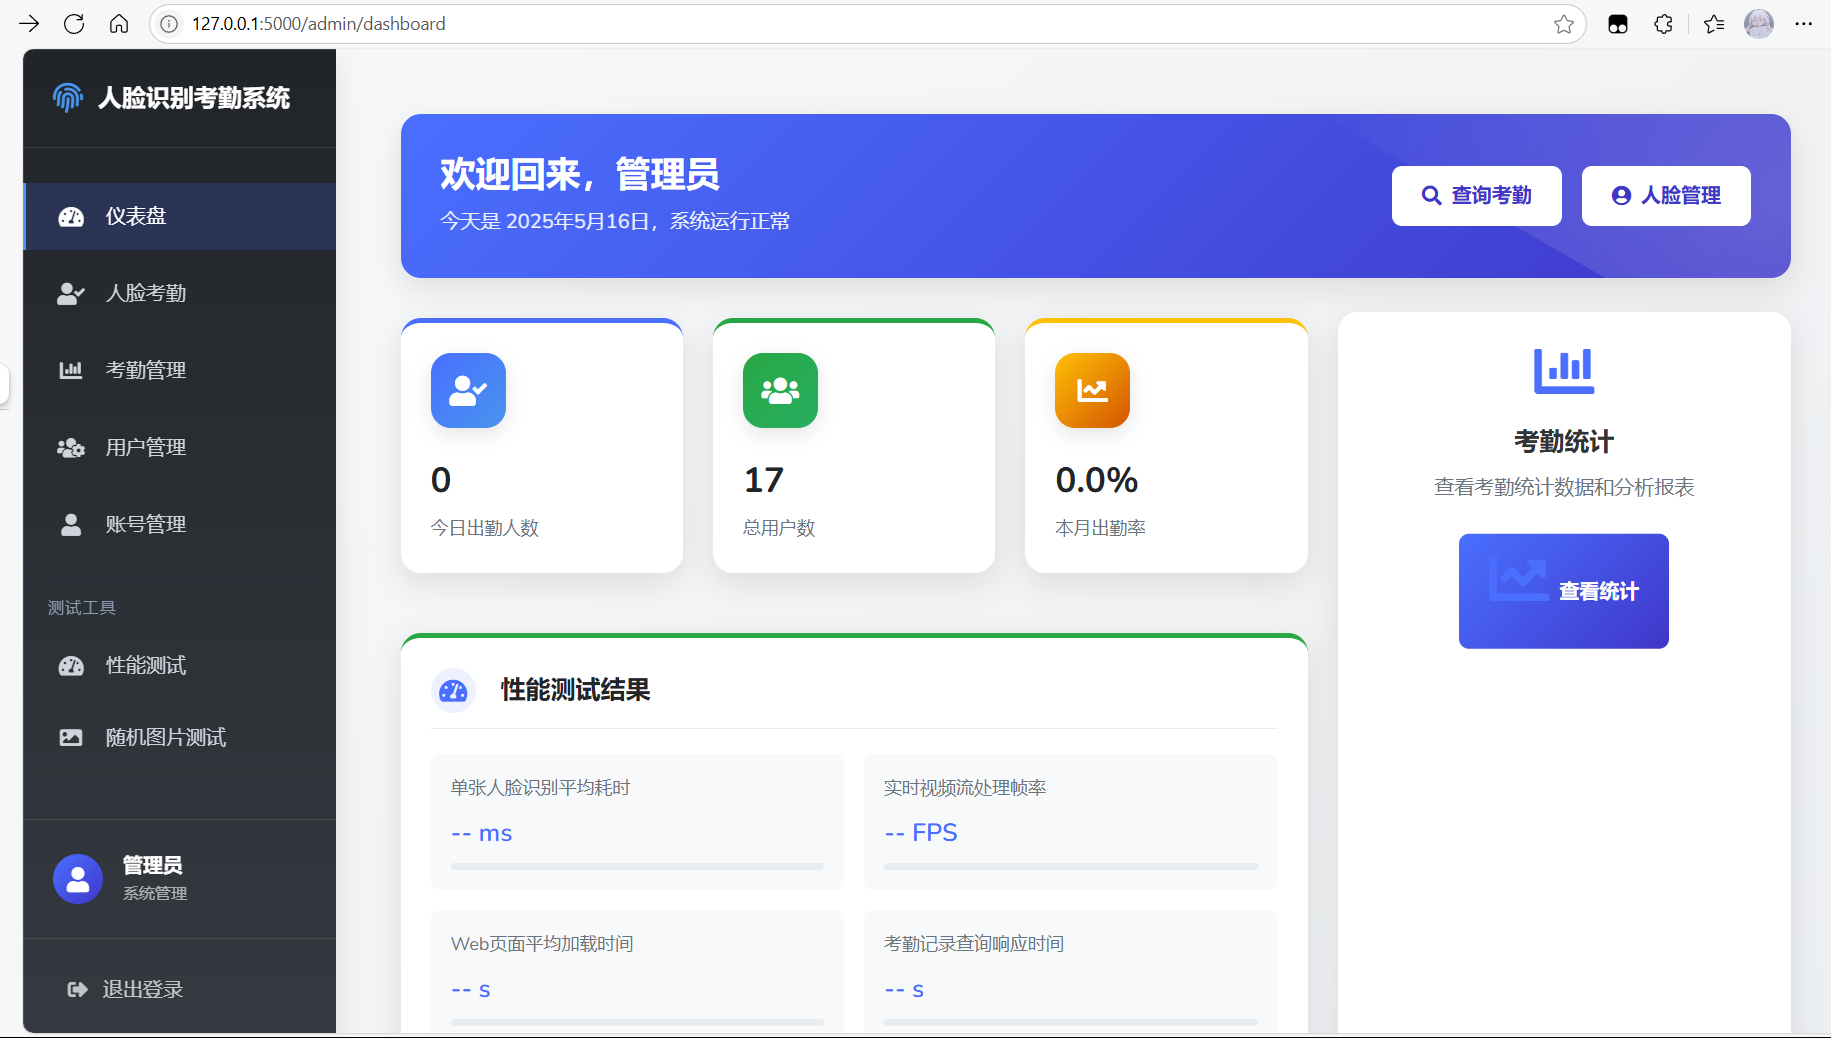 127.0.0.1:5000/admin/dashboard
人脸识别考勤系统
仪表盘
人脸考勤
考勤管理
用户管理
账号管理
测试工具
性能测试
随机图片测试
管理员
系统管理
退出登录
欢迎回来，管理员
今天是 2025年5月16日，系统运行正常
查询考勤
人脸管理
0
今日出勤人数
17
总用户数
0.0%
本月出勤率
考勤统计
查看考勤统计数据和分析报表
查看统计
性能测试结果
单张人脸识别平均耗时
-- ms
实时视频流处理帧率
-- FPS
Web页面平均加载时间
-- s
考勤记录查询响应时间
-- s